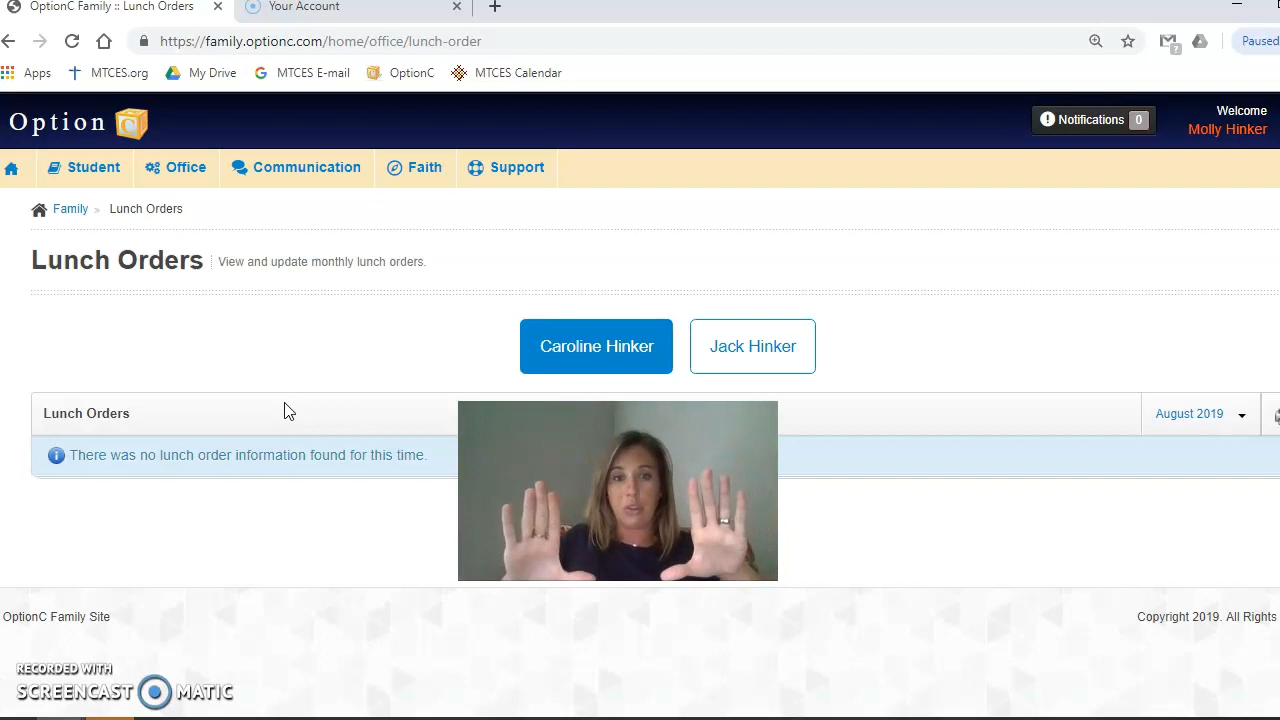 OptionC Family :: Lunch Orders
Your Account
https://family.optionc.com/home/office/lunch-order
Paused
Apps
MTCES.org
My Drive
MTCES E-mail
OptionC
MTCES Calendar
Option C
Notifications 0
Welcome
Molly Hinker
Student
Office
Communication
Faith
Support
Family » Lunch Orders
Lunch Orders
View and update monthly lunch orders.
Caroline Hinker
Jack Hinker
Lunch Orders
August 2019
There was no lunch order information found for this time.
OptionC Family Site
Copyright 2019. All Rights
RECORDED WITH
SCREENCAST MATIC